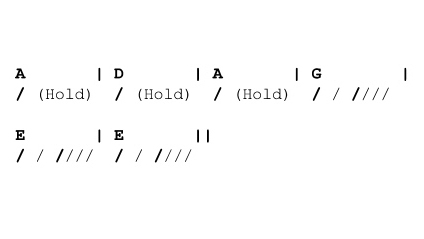 A | D | A | G |
/ (Hold) / (Hold) / (Hold) / / ////
E | E ||
/ / //// / / ////